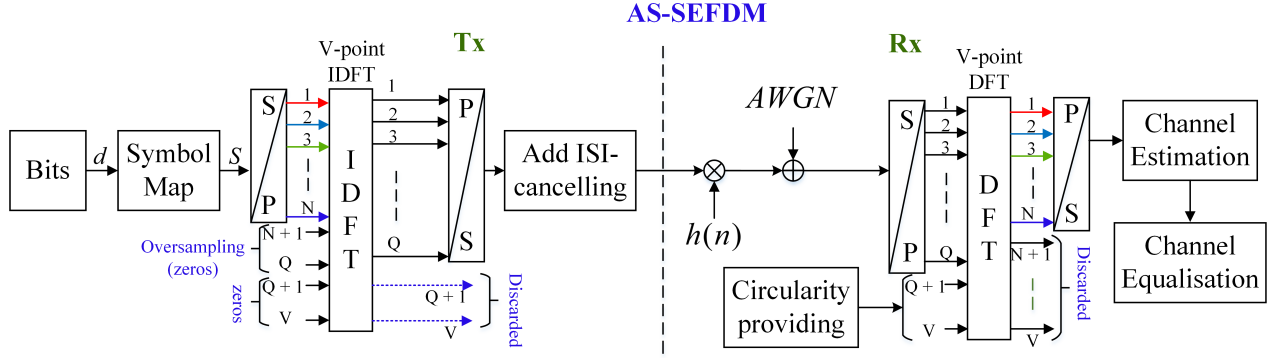 AS-SEFDM
Tx
Rx
V-point
IDFT
V-point
DFT
Bits
d
Symbol
Map
S
S
P
1
2
3
N
N + 1
Q
Q + 1
V
Oversampling
(zeros)
zeros
I
D
F
T
1
2
3
Q
Q + 1
V
Discarded
P
S
Add ISI-
cancelling
h(n)
AWGN
Circularity
providing
S
P
1
2
3
Q
Q + 1
V
D
F
T
1
2
3
N
N + 1
V
Discarded
P
S
Channel
Estimation
Channel
Equalisation